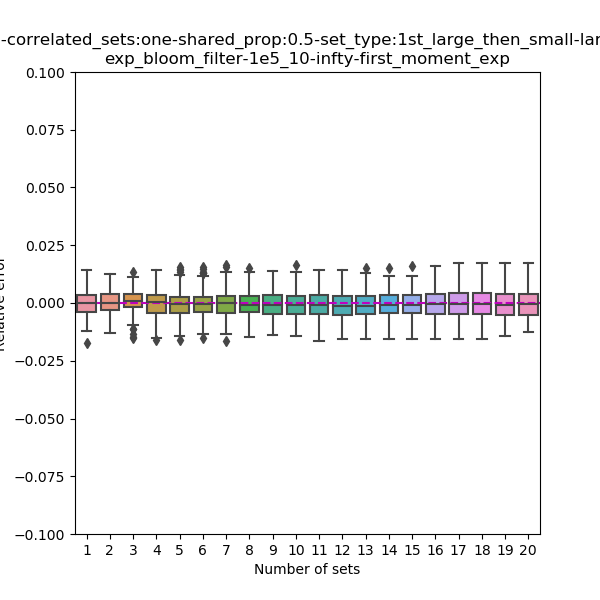 -correlated_sets:one-shared_prop:0.5-set_type:1st_large_then_small-lar
exp_bloom_filter-1e5_10-infty-first_moment_exp
0.100
0.075
0.050
0.025
0.000
−0.025
−0.050
−0.075
−0.100
Relative error
1 2 3 4 5 6 7 8 9 10 11 12 13 14 15 16 17 18 19 20
Number of sets